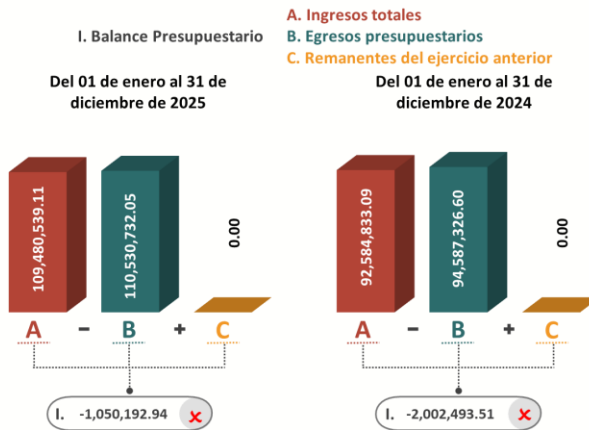 A. Ingresos totales
I. Balance Presupuestario
B. Egresos presupuestarios
C. Remanentes del ejercicio anterior
Del 01 de enero al 31 de
diciembre de 2025
109,480,539.11
110,530,732.05
0.00
A – B + C
I. -1,050,192.94 x
Del 01 de enero al 31 de
diciembre de 2024
92,584,833.09
94,587,326.60
0.00
A – B + C
I. -2,002,493.51 x